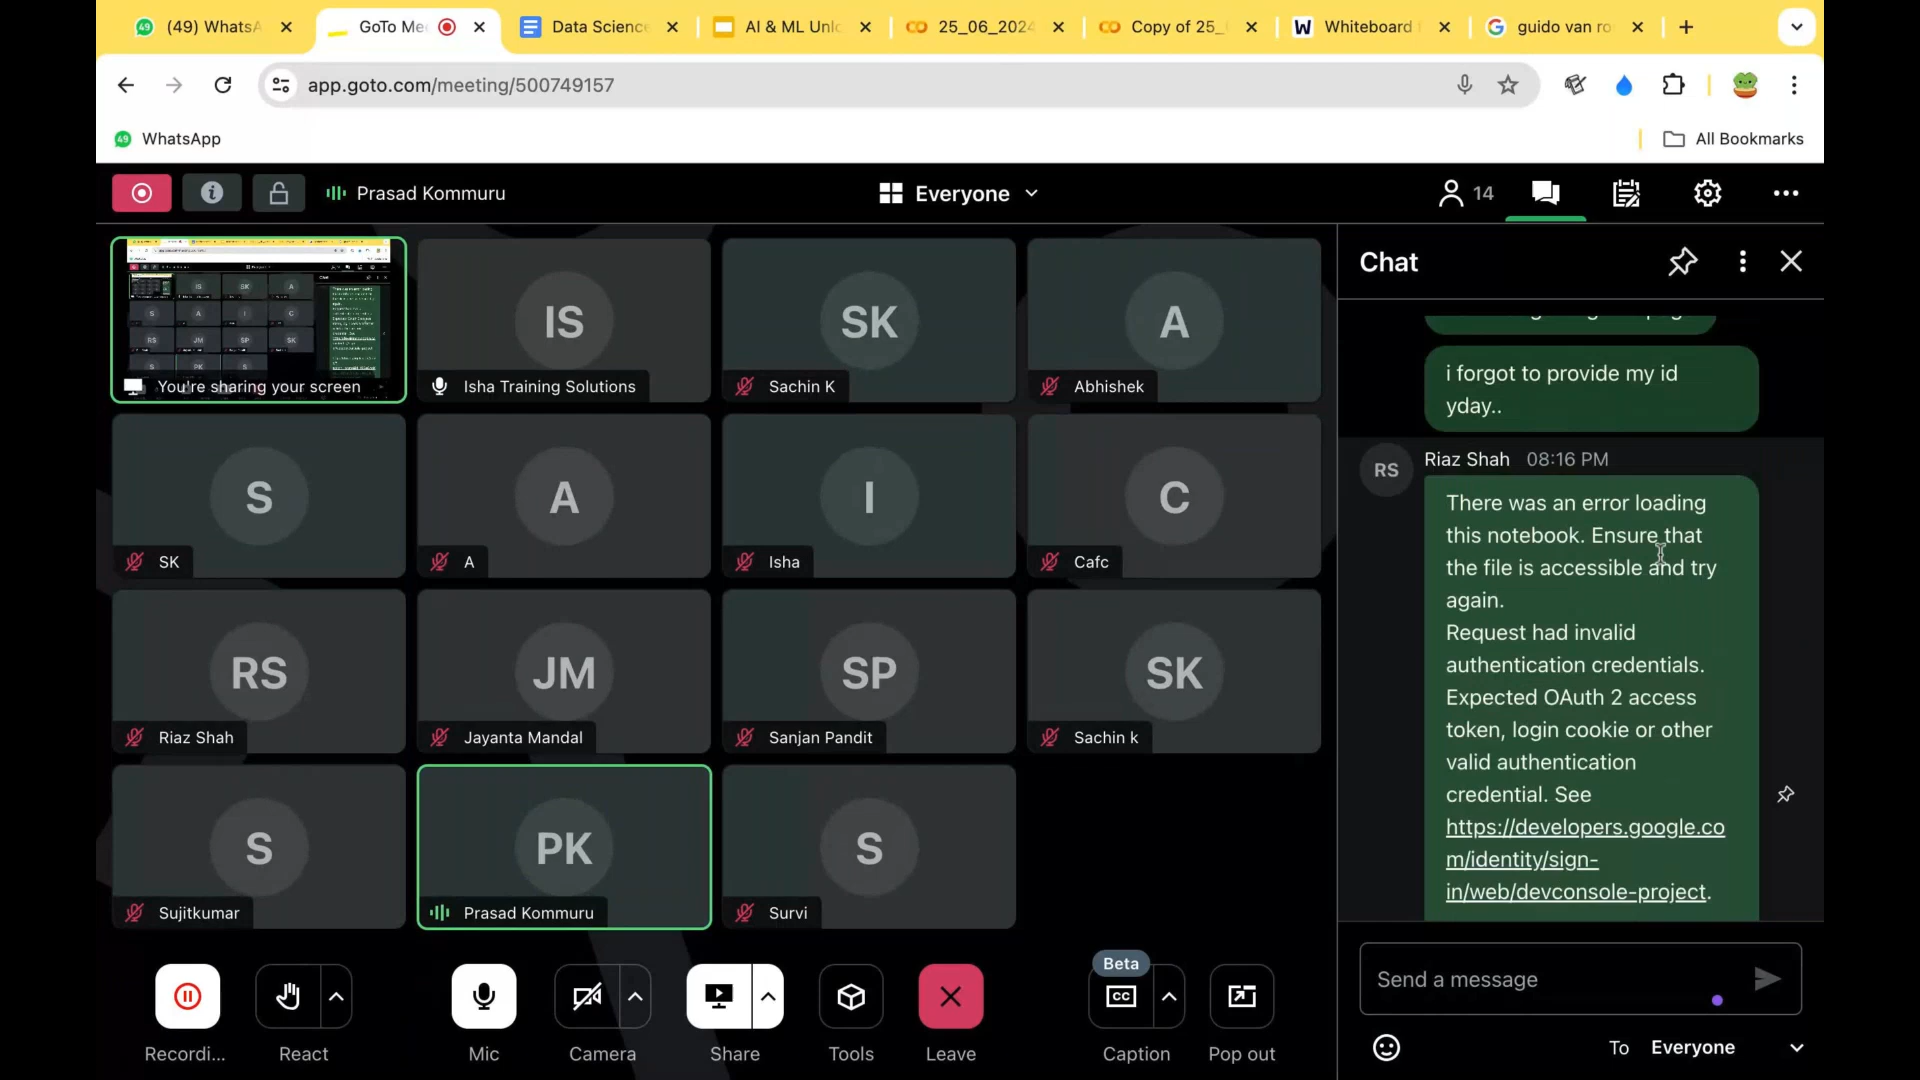 49 (49) WhatsA
GoTo Mee
Data Science
AI & ML Unlo
25_06_2024
Copy of 25_
W Whiteboard f
guido van ro
app.goto.com/meeting/500749157
49 WhatsApp
All Bookmarks
Prasad Kommuru
Everyone
14
You're sharing your screen
IS
Isha Training Solutions
SK
Sachin K
A
Abhishek
S
SK
A
A
I
Isha
C
Cafc
RS
Riaz Shah
JM
Jayanta Mandal
SP
Sanjan Pandit
SK
Sachin k
S
Sujitkumar
PK
Prasad Kommuru
S
Survi
Chat
i forgot to provide my id
yday..
RS
Riaz Shah 08:16 PM
There was an error loading
this notebook. Ensure that
the file is accessible and try
again.
Request had invalid
authentication credentials.
Expected OAuth 2 access
token, login cookie or other
valid authentication
credential. See
https://developers.google.co
m/identity/sign-
in/web/devconsole-project.
Send a message
To Everyone
Recordi...
React
Mic
Camera
Share
Tools
Leave
Beta
CC
Caption
Pop out